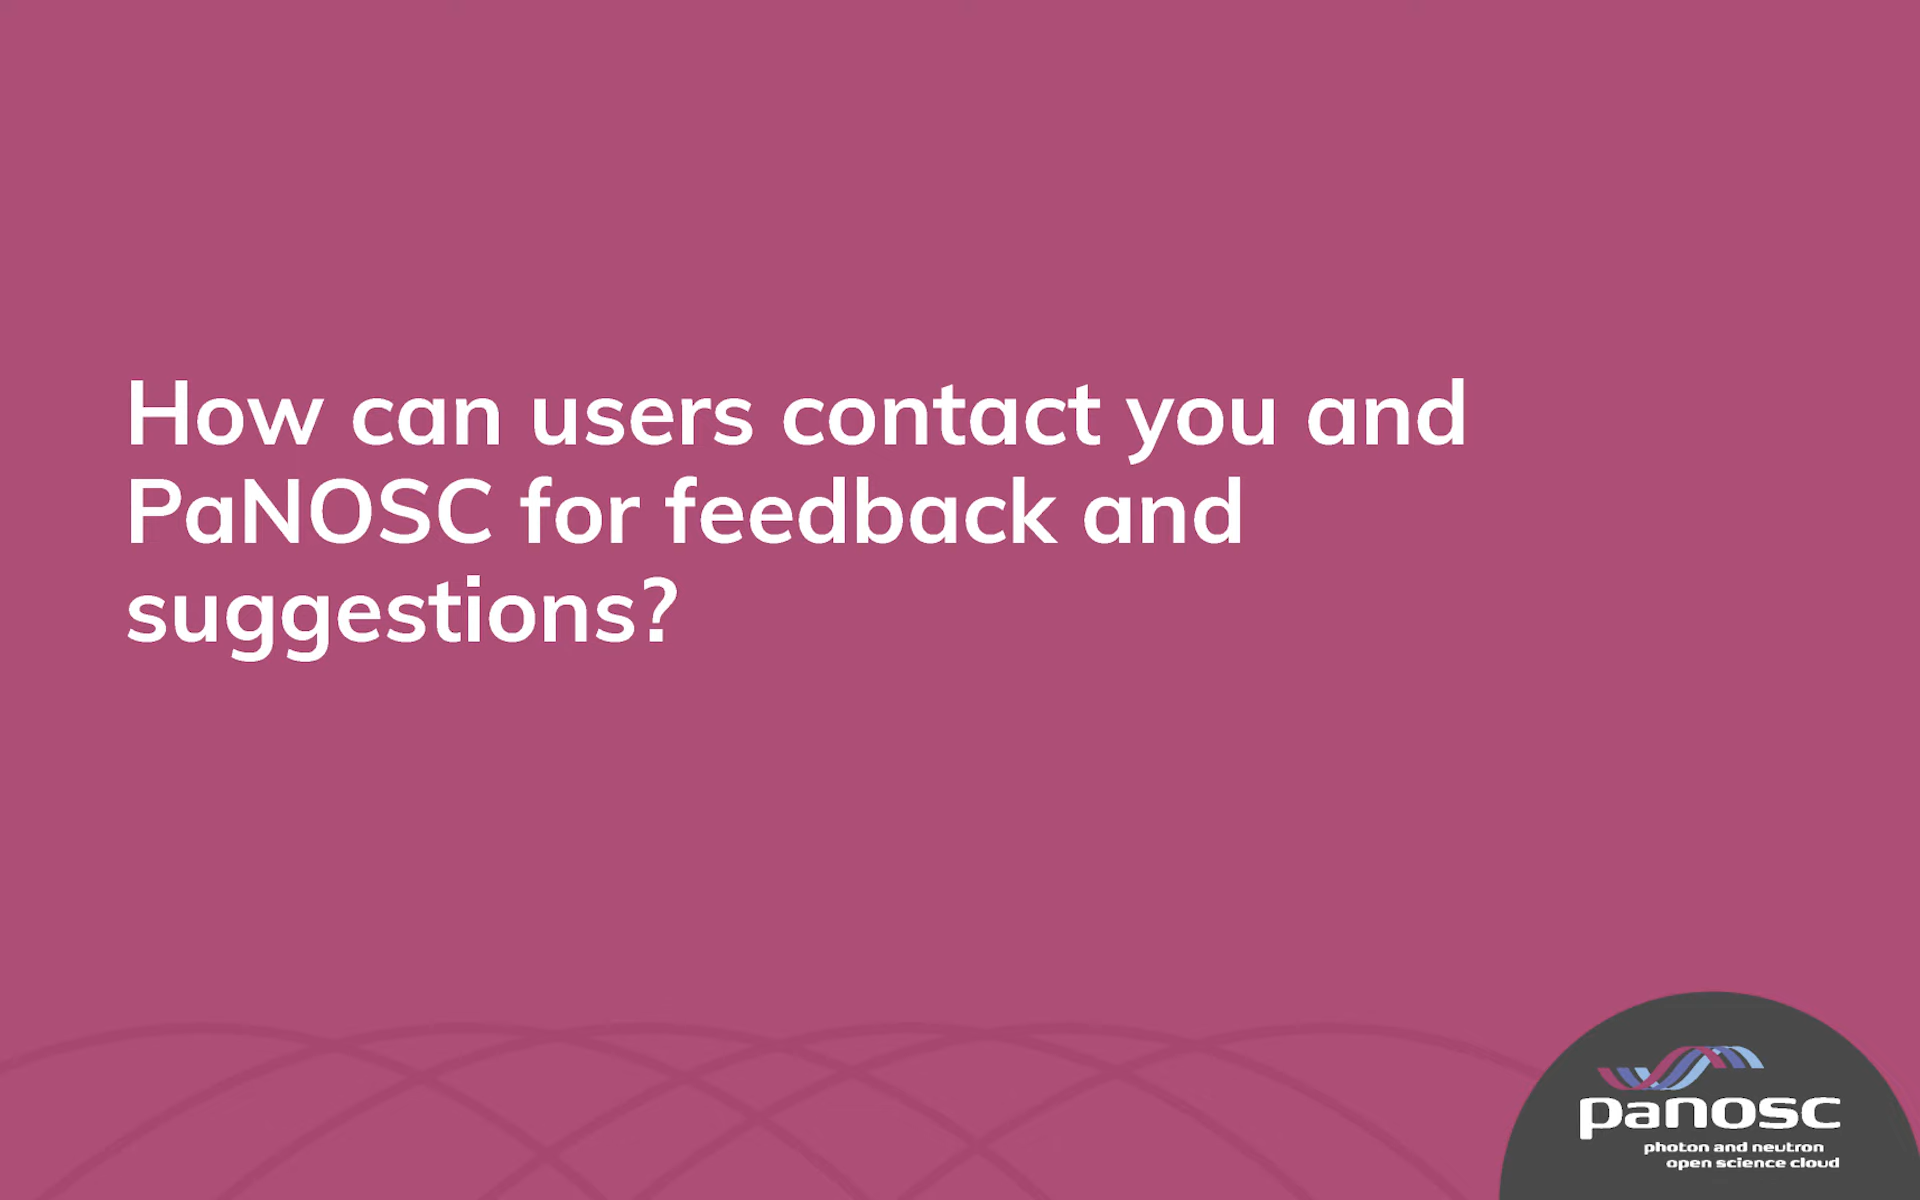 How can users contact you and
PaNOSC for feedback and
suggestions?
panosc
photon and neutron
open science cloud